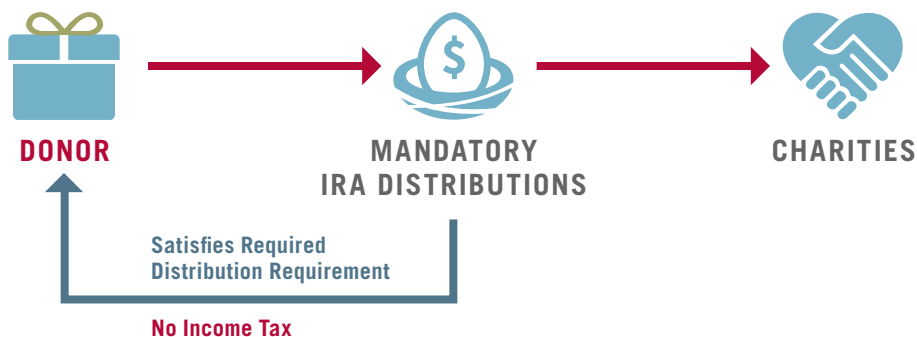 $
DONOR
MANDATORY
IRA DISTRIBUTIONS
CHARITIES
Satisfies Required
Distribution Requirement
No Income Tax